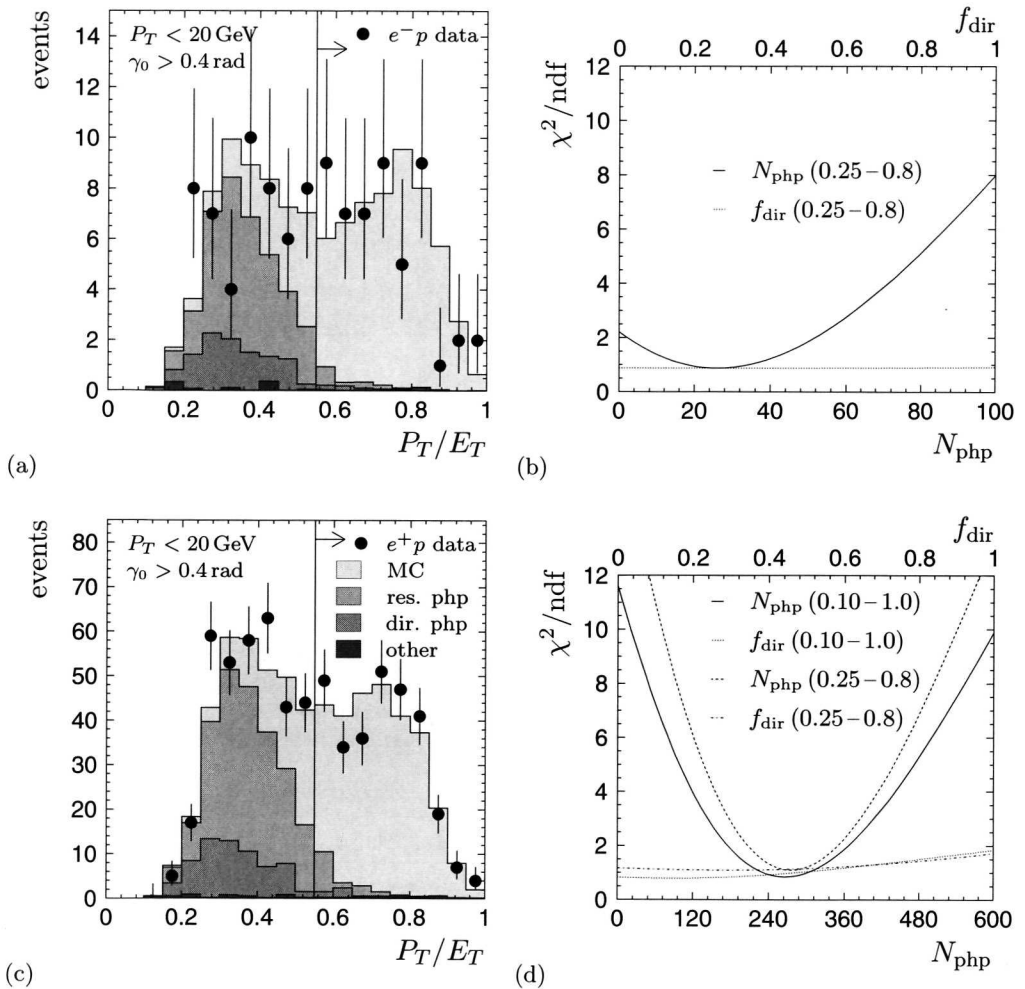 P_T < 20 GeV
γ_0 > 0.4 rad
e⁻p data
events
14
12
10
8
6
4
2
0
0 0.2 0.4 0.6 0.8 1
P_T/E_T
(a)
f_dir
0 0.2 0.4 0.6 0.8 1
χ²/ndf
12
10
8
6
4
2
0
N_php (0.25–0.8)
f_dir (0.25–0.8)
0 20 40 60 80 100
N_php
(b)
P_T < 20 GeV
γ_0 > 0.4 rad
e⁺p data
MC
res. php
dir. php
other
events
80
70
60
50
40
30
20
10
0
0 0.2 0.4 0.6 0.8 1
P_T/E_T
(c)
f_dir
0 0.2 0.4 0.6 0.8 1
χ²/ndf
12
10
8
6
4
2
0
N_php (0.10–1.0)
f_dir (0.10–1.0)
N_php (0.25–0.8)
f_dir (0.25–0.8)
0 120 240 360 480 600
N_php
(d)